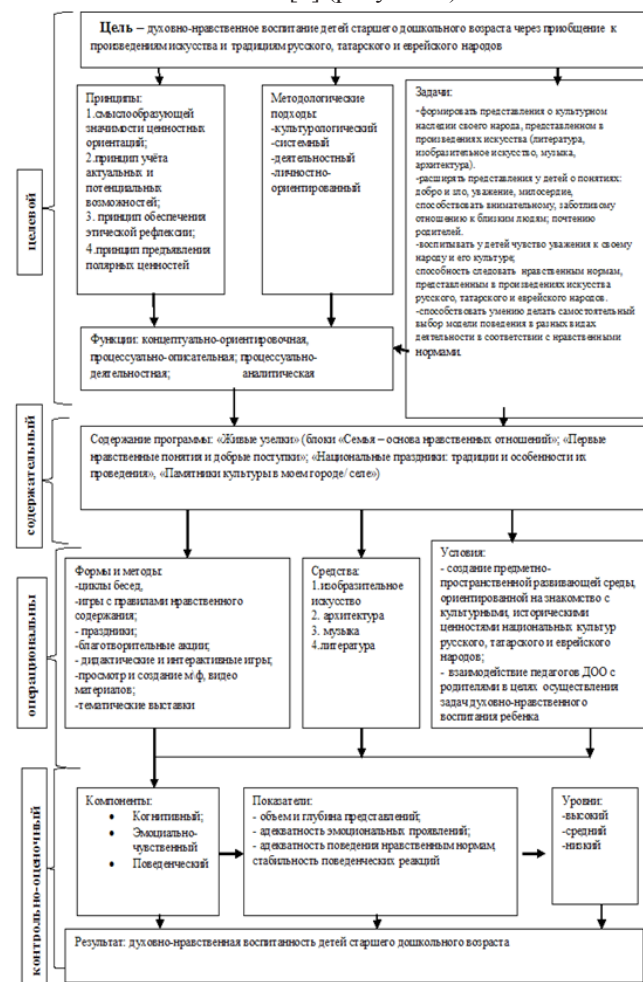 Цель – духовно-нравственное воспитание детей старшего дошкольного возраста через приобщение к
произведениям искусства и традициям русского, татарского и еврейского народов
целевой
Принципы:
1.смыслообразующей
значимости ценностных
ориентаций;
2.принцип учёта
актуальных и
потенциальных
возможностей;
3. принцип обеспечения
этической рефлексии;
4.принцип предъявления
полярных ценностей
Методологические
подходы:
-культурологический
-системный
-деятельностный
-личностно-
ориентированный
Задачи:
-формировать представления о культурном
наследии своего народа, представленном в
произведениях искусства (литература,
изобразительное искусство, музыка,
архитектура).
-расширять представления у детей о понятиях:
добро и зло, уважение, милосердие,
способствовать внимательному, заботливому
отношению к близким людям; почтению
родителей.
-воспитывать у детей чувство уважения к своему
народу и его культуре;
способность следовать нравственным нормам,
представленным в произведениях искусства
русского, татарского и еврейского народов.
-способствовать умению делать самостоятельный
выбор модели поведения в разных видах
деятельности в соответствии с нравственными
нормами.
Функции: концептуально-ориентировочная,
процессуально-описательная; процессуально-
деятельностная; аналитическая
содержательный
Содержание программы: «Живые узелки» (блоки «Семья – основа нравственных отношений»; «Первые
нравственные понятия и добрые поступки»; «Национальные праздники: традиции и особенности их
проведения», «Памятники культуры в моем городе/ селе»)
операциональны
Формы и методы:
-циклы бесед,
-игры с правилами нравственного
содержания;
- праздники;
-благотворительные акции;
- дидактические и интерактивные игры;
-просмотр и создание м\ф, видео
материалов;
-тематические выставки
Средства:
1.изобразительное
искусство
2. архитектура
3. музыка
4.литература
Условия:
- создание предметно-
пространственной развивающей среды,
ориентированной на знакомство с
культурными, историческими
ценностями национальных культур
русского, татарского и еврейского
народов;
- взаимодействие педагогов ДОО с
родителями в целях осуществления
задач духовно-нравственного
воспитания ребенка
контрольно-оценочный
Компоненты:
• Когнитивный;
• Эмоциально-
чувственный
• Поведенческий
Показатели:
- объем и глубина представлений;
- адекватность эмоциональных проявлений;
- адекватность поведения нравственным нормам,
стабильность поведенческих реакций
Уровни:
-высокий
-средний
-низкий
Результат: духовно-нравственная воспитанность детей старшего дошкольного возраста